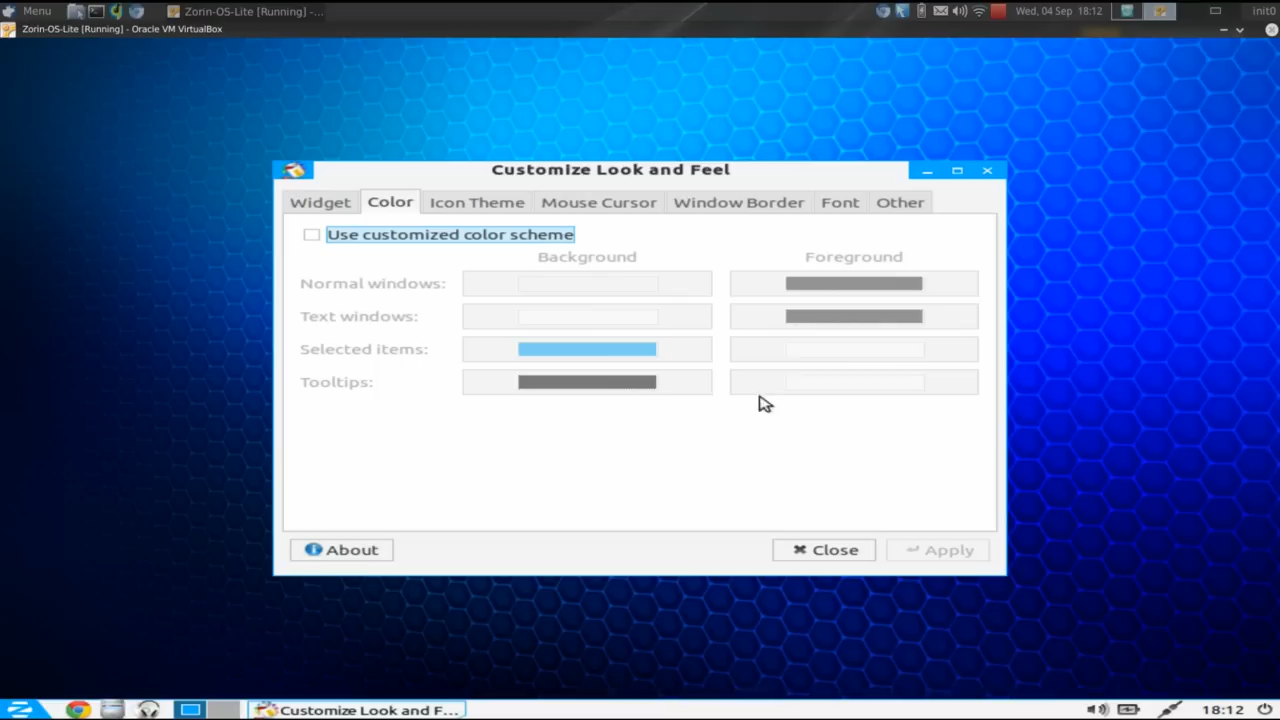 Menu
Zorin-OS-Lite [Running] -...
Wed, 04 Sep 18:12
init0
Zorin-OS-Lite [Running] - Oracle VM VirtualBox
Customize Look and Feel
Widget Color Icon Theme Mouse Cursor Window Border Font Other
Use customized color scheme
Background Foreground
Normal windows:
Text windows:
Selected items:
Tooltips:
About Close Apply
Customize Look and F...
18:12